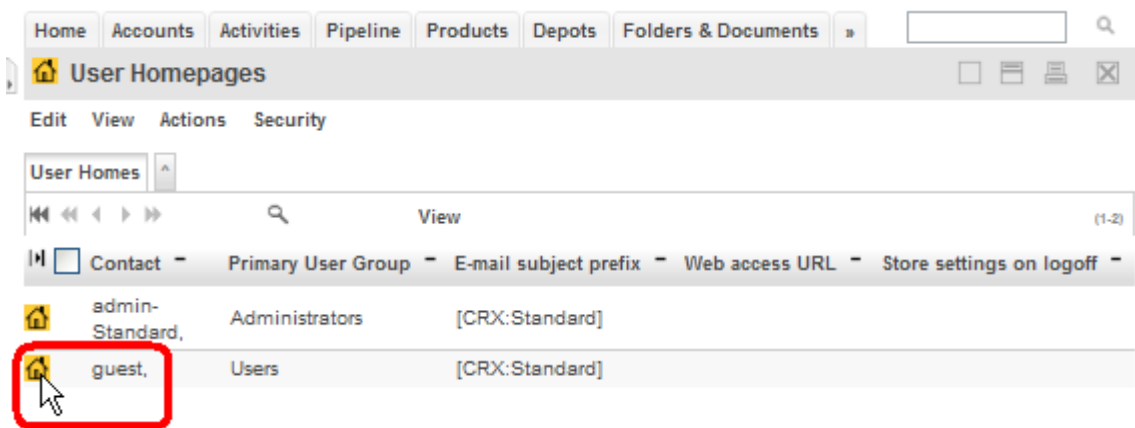 Home Accounts Activities Pipeline Products Depots Folders & Documents »
User Homepages
Edit View Actions Security
User Homes ^
View (1-2)
Contact Primary User Group E-mail subject prefix Web access URL Store settings on logoff
admin-
Standard, Administrators [CRX:Standard]
guest, Users [CRX:Standard]